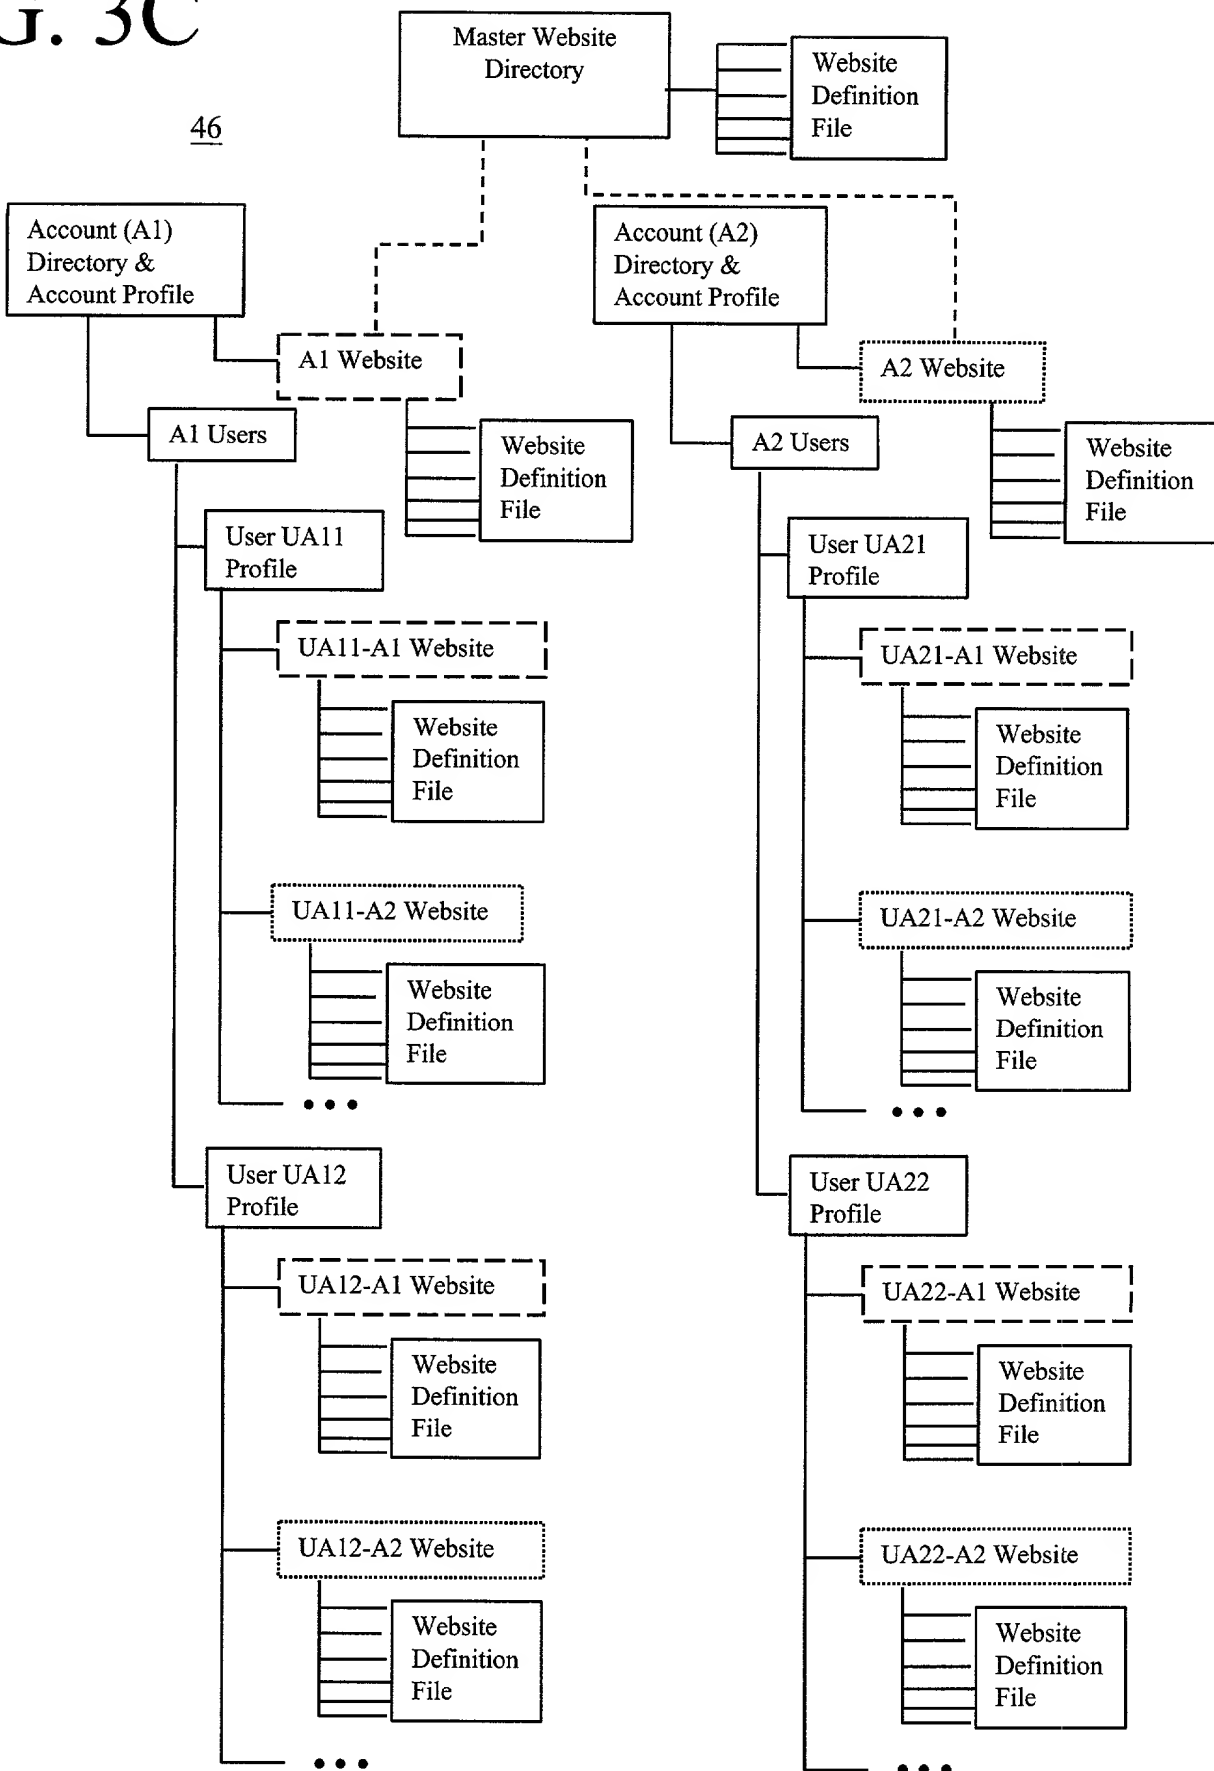 G. 3C
46
Master Website
Directory
Website
Definition
File
Account (A1)
Directory &
Account Profile
A1 Website
A1 Users
Website
Definition
File
User UA11
Profile
UA11-A1 Website
Website
Definition
File
UA11-A2 Website
Website
Definition
File
• • •
User UA12
Profile
UA12-A1 Website
Website
Definition
File
UA12-A2 Website
Website
Definition
File
• • •
Account (A2)
Directory &
Account Profile
A2 Website
A2 Users
Website
Definition
File
User UA21
Profile
UA21-A1 Website
Website
Definition
File
UA21-A2 Website
Website
Definition
File
• • •
User UA22
Profile
UA22-A1 Website
Website
Definition
File
UA22-A2 Website
Website
Definition
File
• • •